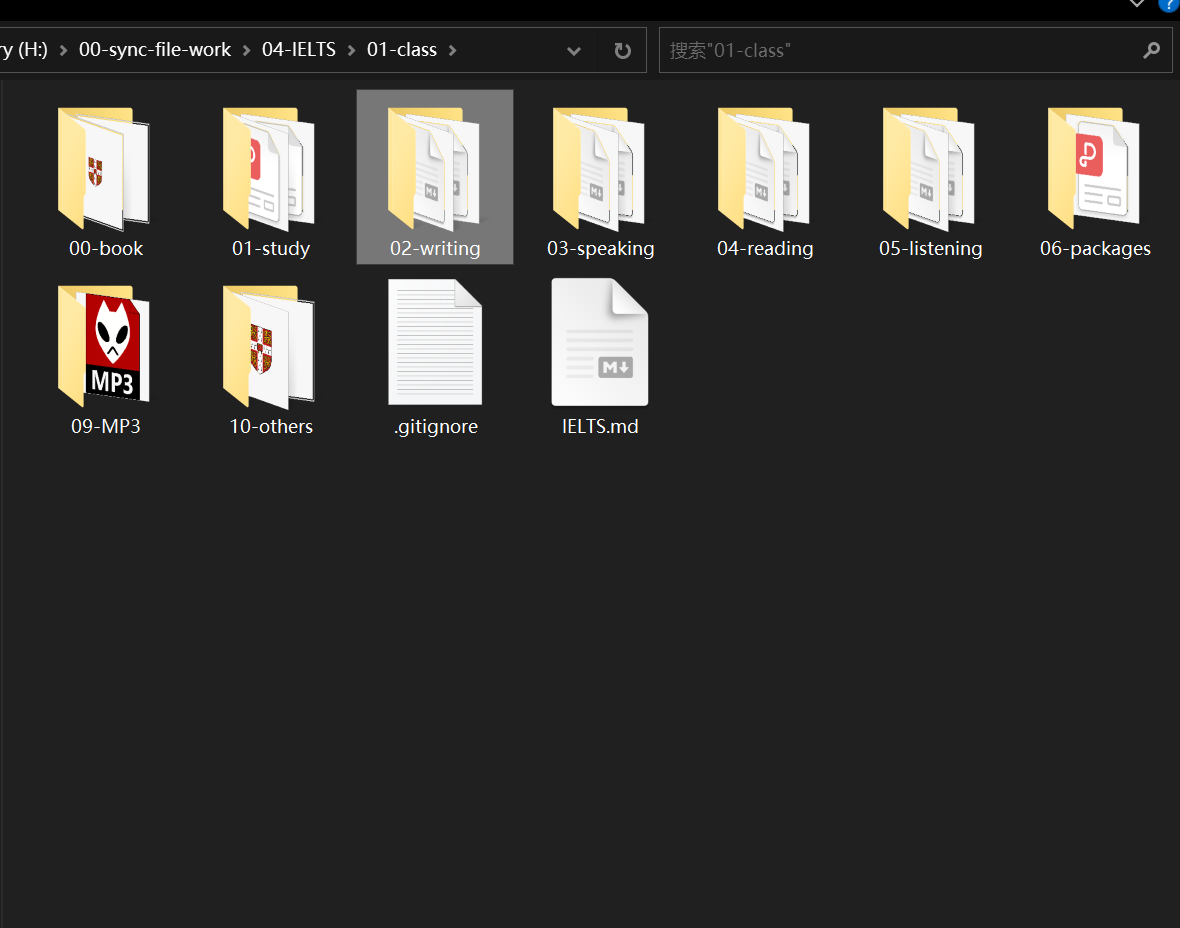 ry (H:) > 00-sync-file-work > 04-IELTS > 01-class >
搜索"01-class"
00-book 01-study 02-writing 03-speaking 04-reading 05-listening 06-packages
MP3
09-MP3 10-others .gitignore IELTS.md